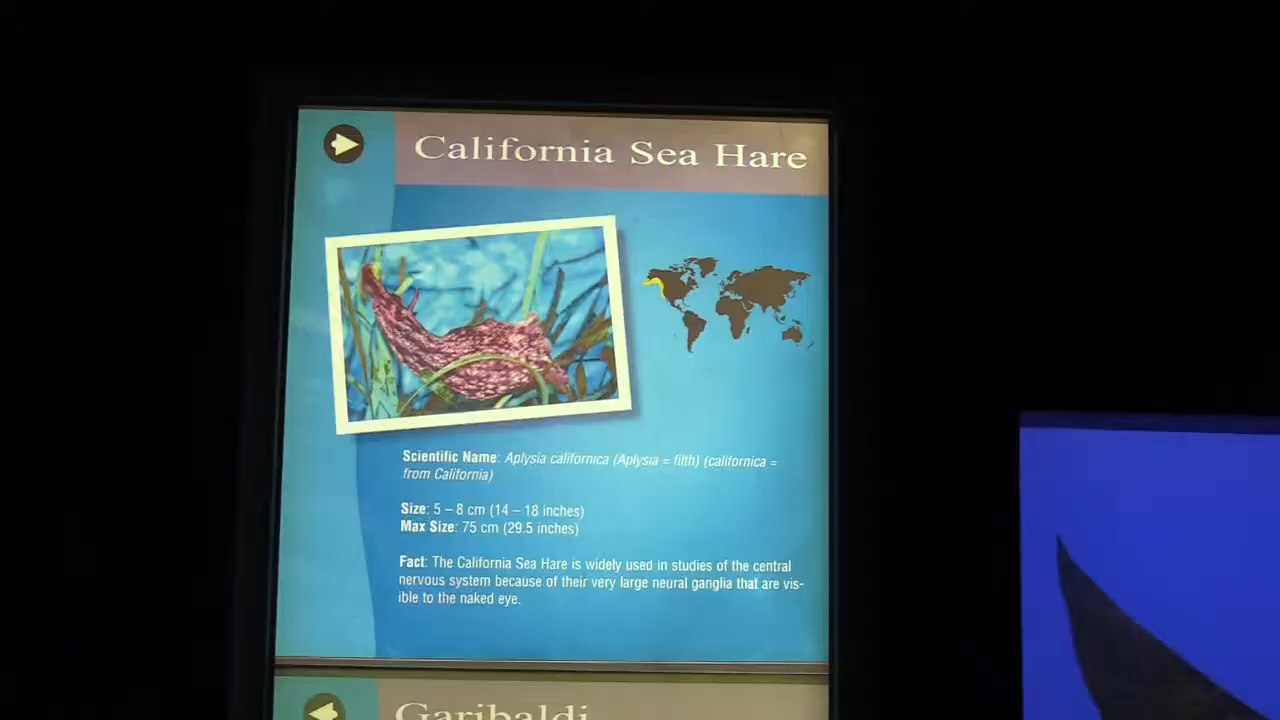 California Sea Hare
Scientific Name: Aplysia californica (Aplysia = filth) (californica =
from California)
Size: 5 – 8 cm (14 – 18 inches)
Max Size: 75 cm (29.5 inches)
Fact: The California Sea Hare is widely used in studies of the central
nervous system because of their very large neural ganglia that are vis-
ible to the naked eye.
Garibaldi